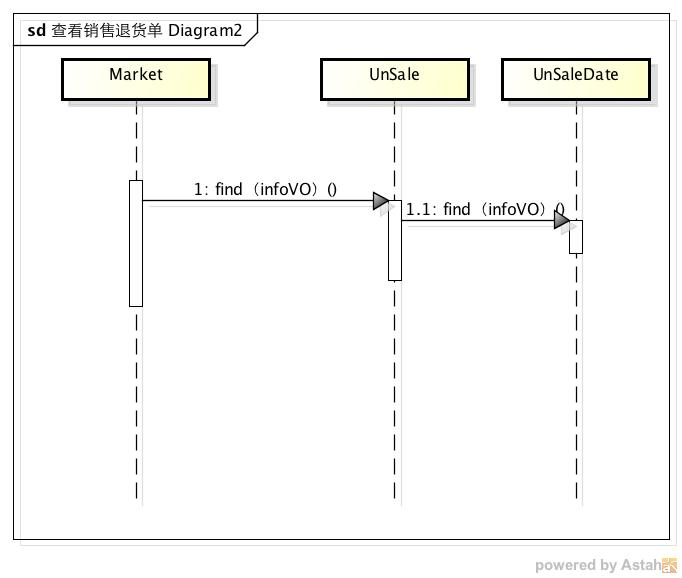 sd 查看销售退货单 Diagram2
Market
UnSale
UnSaleDate
1: find（infoVO）()
1.1: find（infoVO）()
powered by Astah